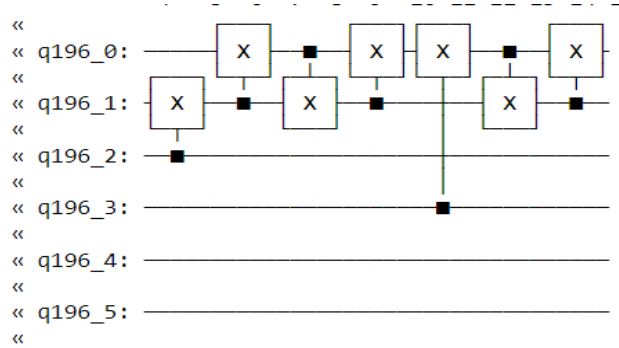 «
« q196_0: X ■ X X ■ X
«
« q196_1: X ■ X ■ X ■
«
« q196_2: ■
«
« q196_3: ■
«
« q196_4:
«
« q196_5:
«